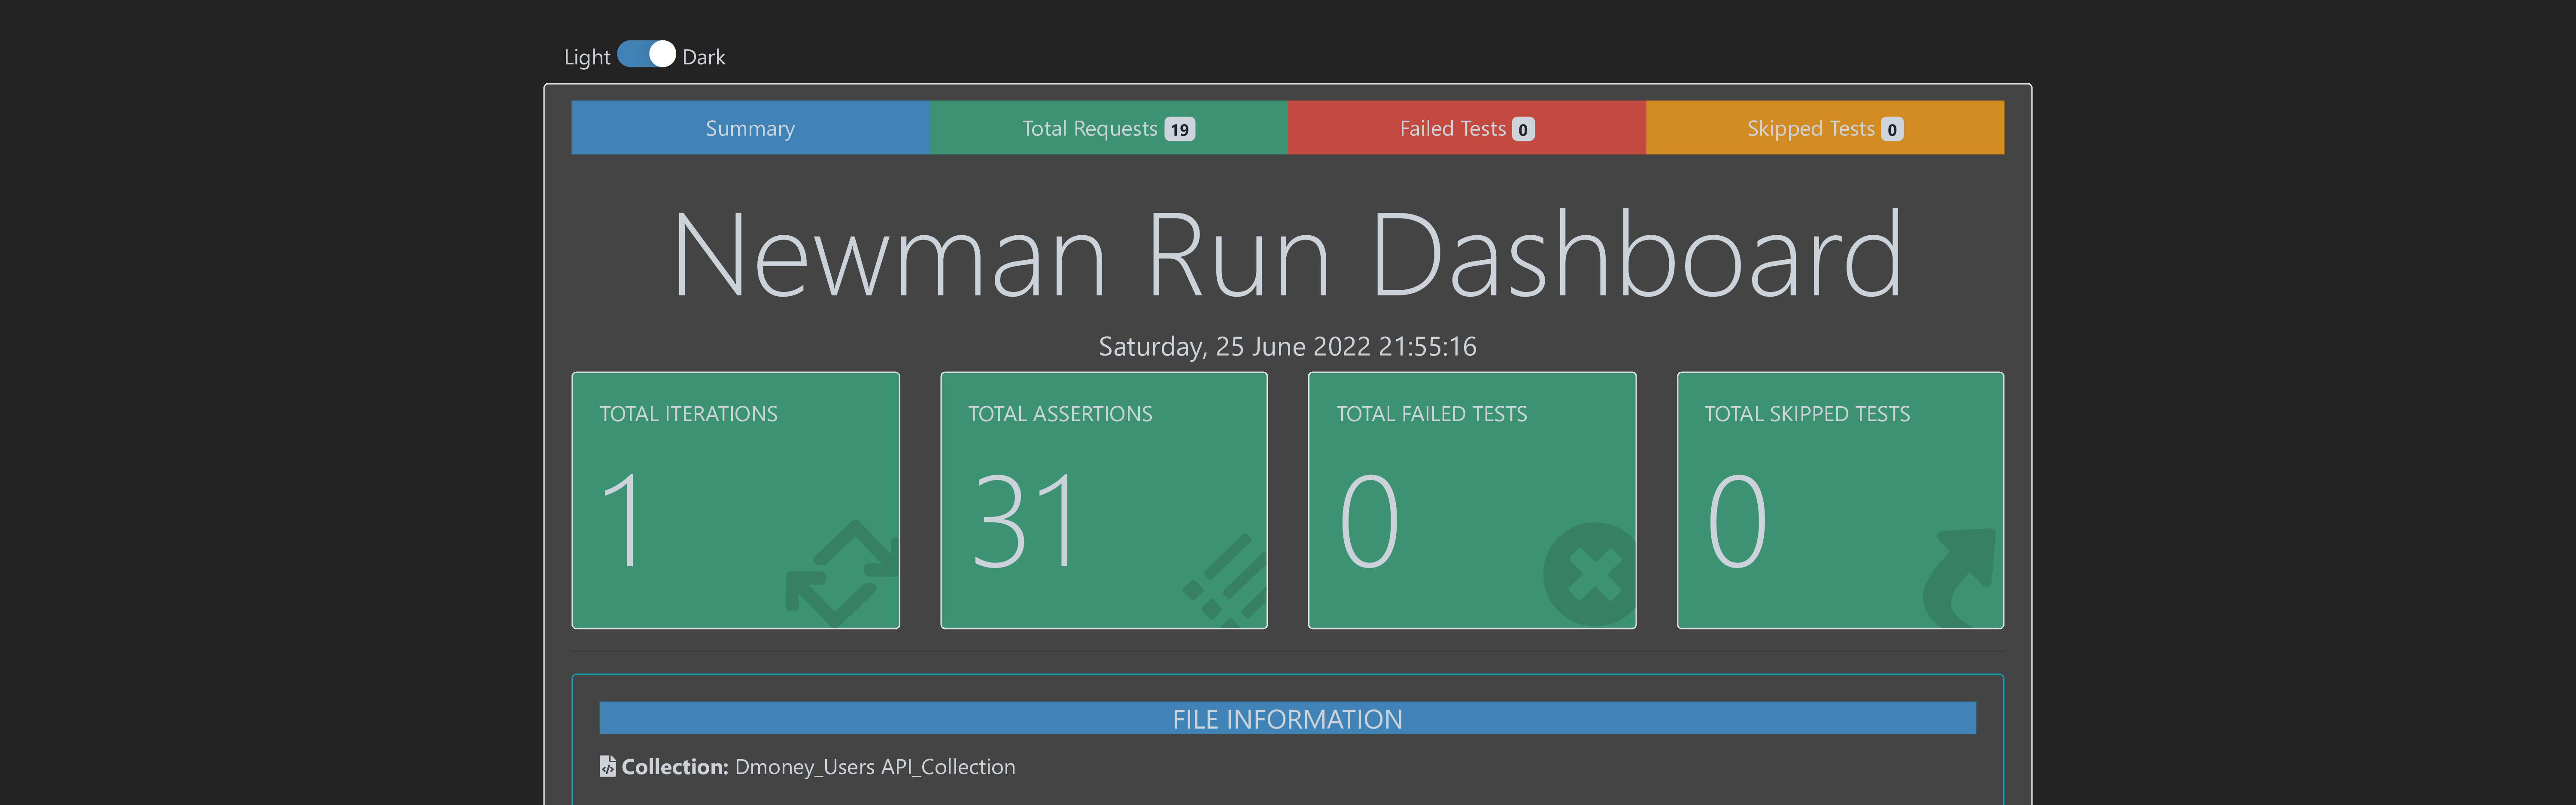 Light Dark
Summary Total Requests 19 Failed Tests 0 Skipped Tests 0
Newman Run Dashboard
Saturday, 25 June 2022 21:55:16
TOTAL ITERATIONS TOTAL ASSERTIONS TOTAL FAILED TESTS TOTAL SKIPPED TESTS
1 31 0 0
FILE INFORMATION
Collection: Dmoney_Users API_Collection